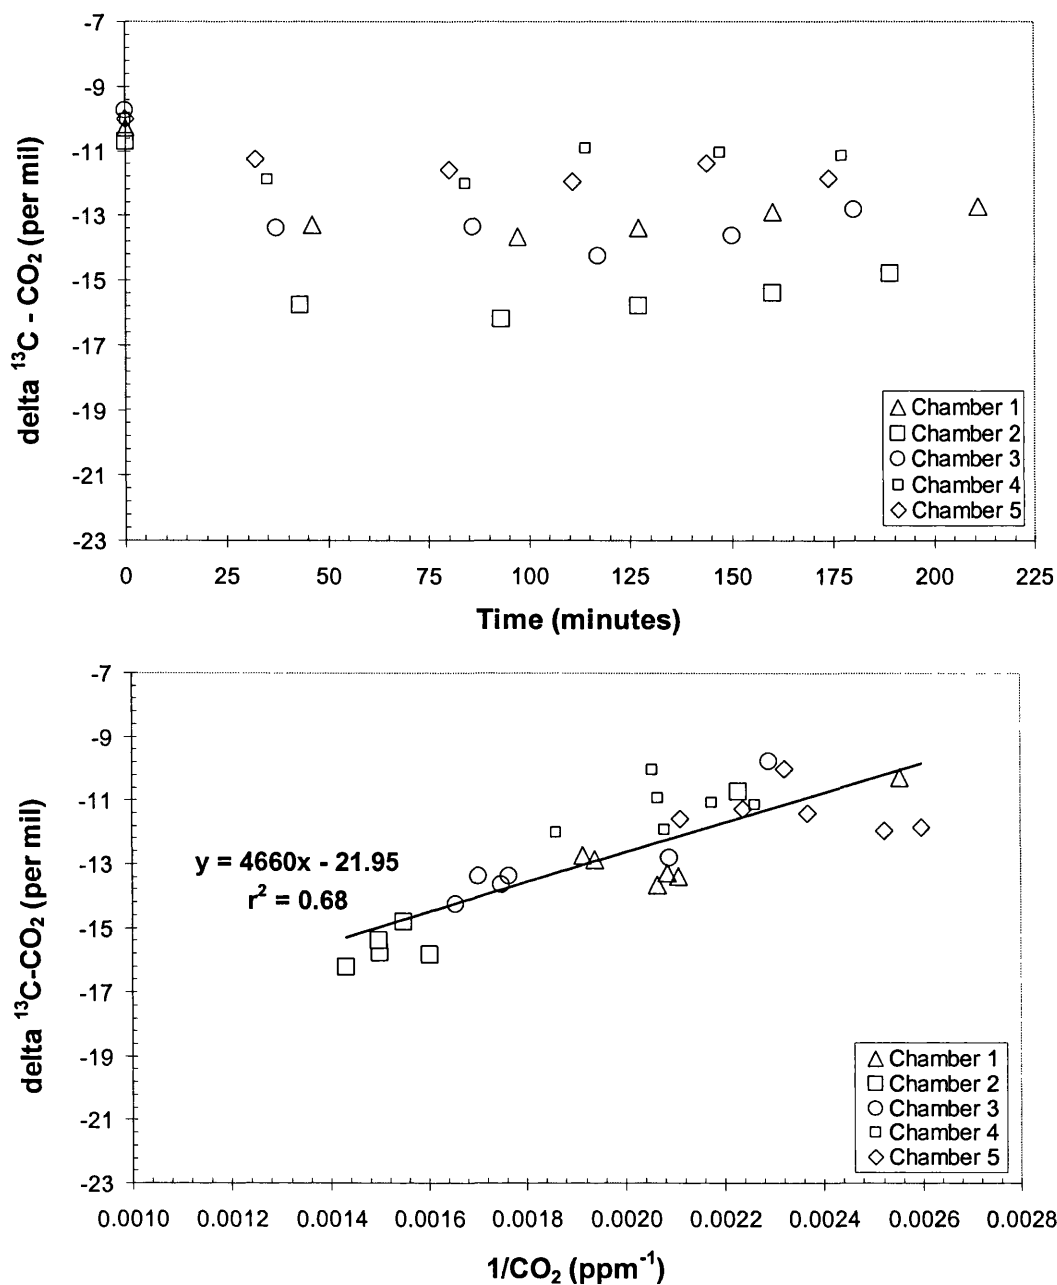 -7
-9
-11
-13
-15
-17
-19
-21
-23
delta ¹³C - CO₂ (per mil)
Chamber 1
Chamber 2
Chamber 3
Chamber 4
Chamber 5
0 25 50 75 100 125 150 175 200 225
Time (minutes)
-7
-9
-11
-13
-15
-17
-19
-21
-23
delta ¹³C-CO₂ (per mil)
y = 4660x - 21.95
r² = 0.68
Chamber 1
Chamber 2
Chamber 3
Chamber 4
Chamber 5
0.0010 0.0012 0.0014 0.0016 0.0018 0.0020 0.0022 0.0024 0.0026 0.0028
1/CO₂ (ppm⁻¹)